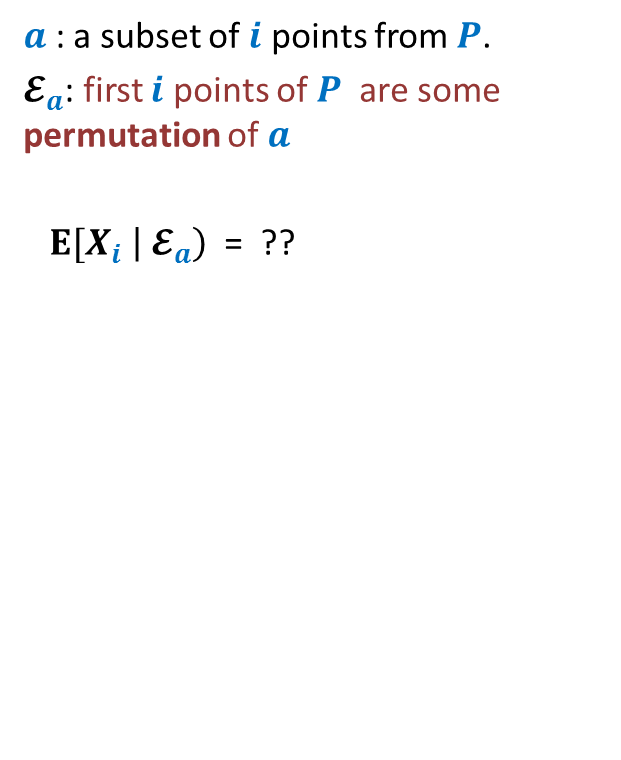 a : a subset of i points from P.
ℰₐ: first i points of P are some
permutation of a
𝐄[Xᵢ | ℰₐ) = ??